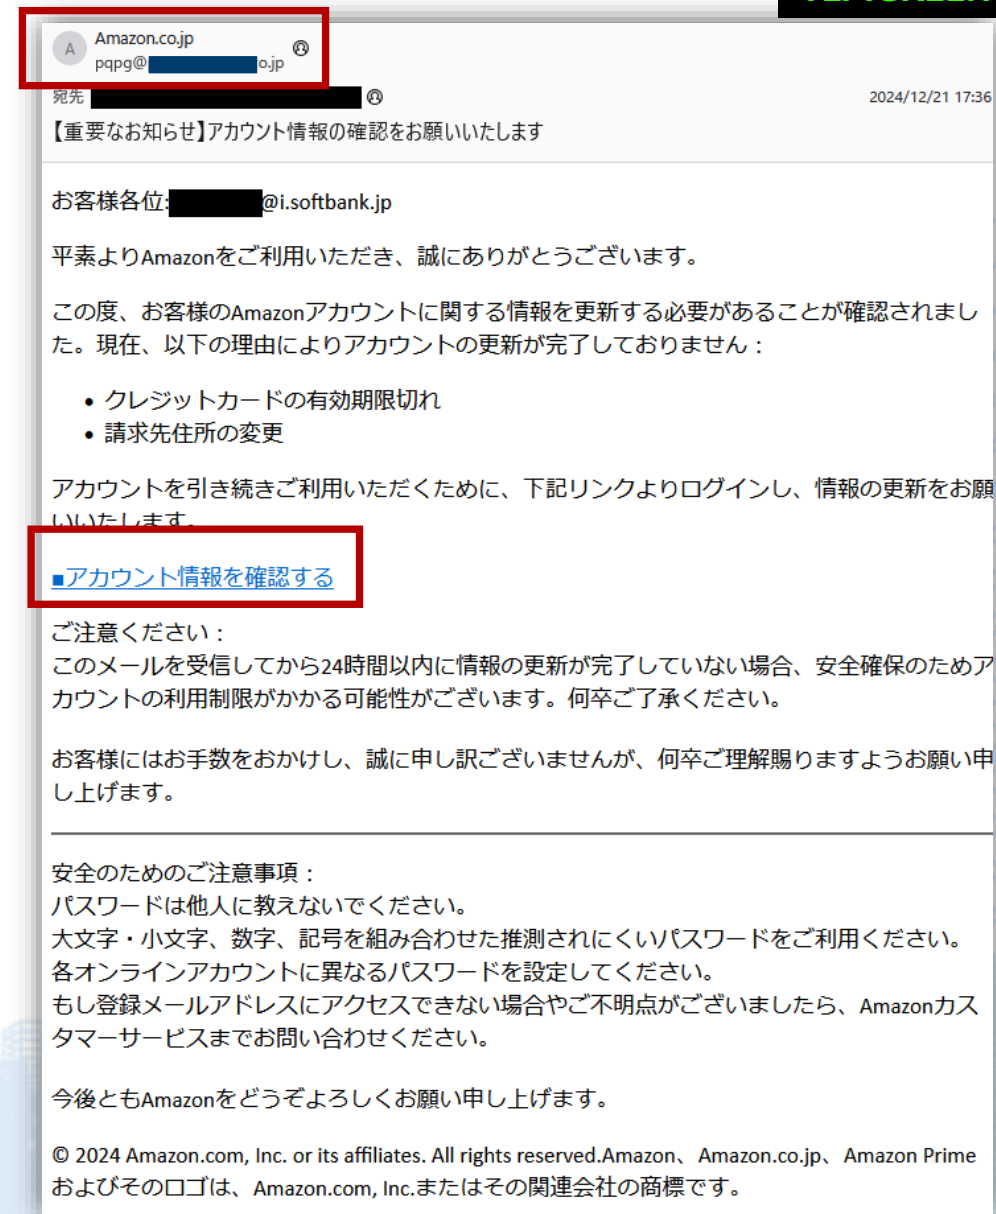 A
Amazon.co.jp
pqpg@ o.jp
宛先
2024/12/21 17:36
【重要なお知らせ】アカウント情報の確認をお願いいたします
お客様各位: @i.softbank.jp
平素よりAmazonをご利用いただき、誠にありがとうございます。
この度、お客様のAmazonアカウントに関する情報を更新する必要があることが確認されまし
た。現在、以下の理由によりアカウントの更新が完了しておりません：
• クレジットカードの有効期限切れ
• 請求先住所の変更
アカウントを引き続きご利用いただくために、下記リンクよりログインし、情報の更新をお願
いいたします。
■アカウント情報を確認する
ご注意ください：
このメールを受信してから24時間以内に情報の更新が完了していない場合、安全確保のためア
カウントの利用制限がかかる可能性がございます。何卒ご了承ください。
お客様にはお手数をおかけし、誠に申し訳ございませんが、何卒ご理解賜りますようお願い申
し上げます。
安全のためのご注意事項：
パスワードは他人に教えないでください。
大文字・小文字、数字、記号を組み合わせた推測されにくいパスワードをご利用ください。
各オンラインアカウントに異なるパスワードを設定してください。
もし登録メールアドレスにアクセスできない場合やご不明点がございましたら、Amazonカス
タマーサービスまでお問い合わせください。
今後ともAmazonをどうぞよろしくお願い申し上げます。
© 2024 Amazon.com, Inc. or its affiliates. All rights reserved.Amazon、Amazon.co.jp、Amazon Prime
およびそのロゴは、Amazon.com, Inc.またはその関連会社の商標です。